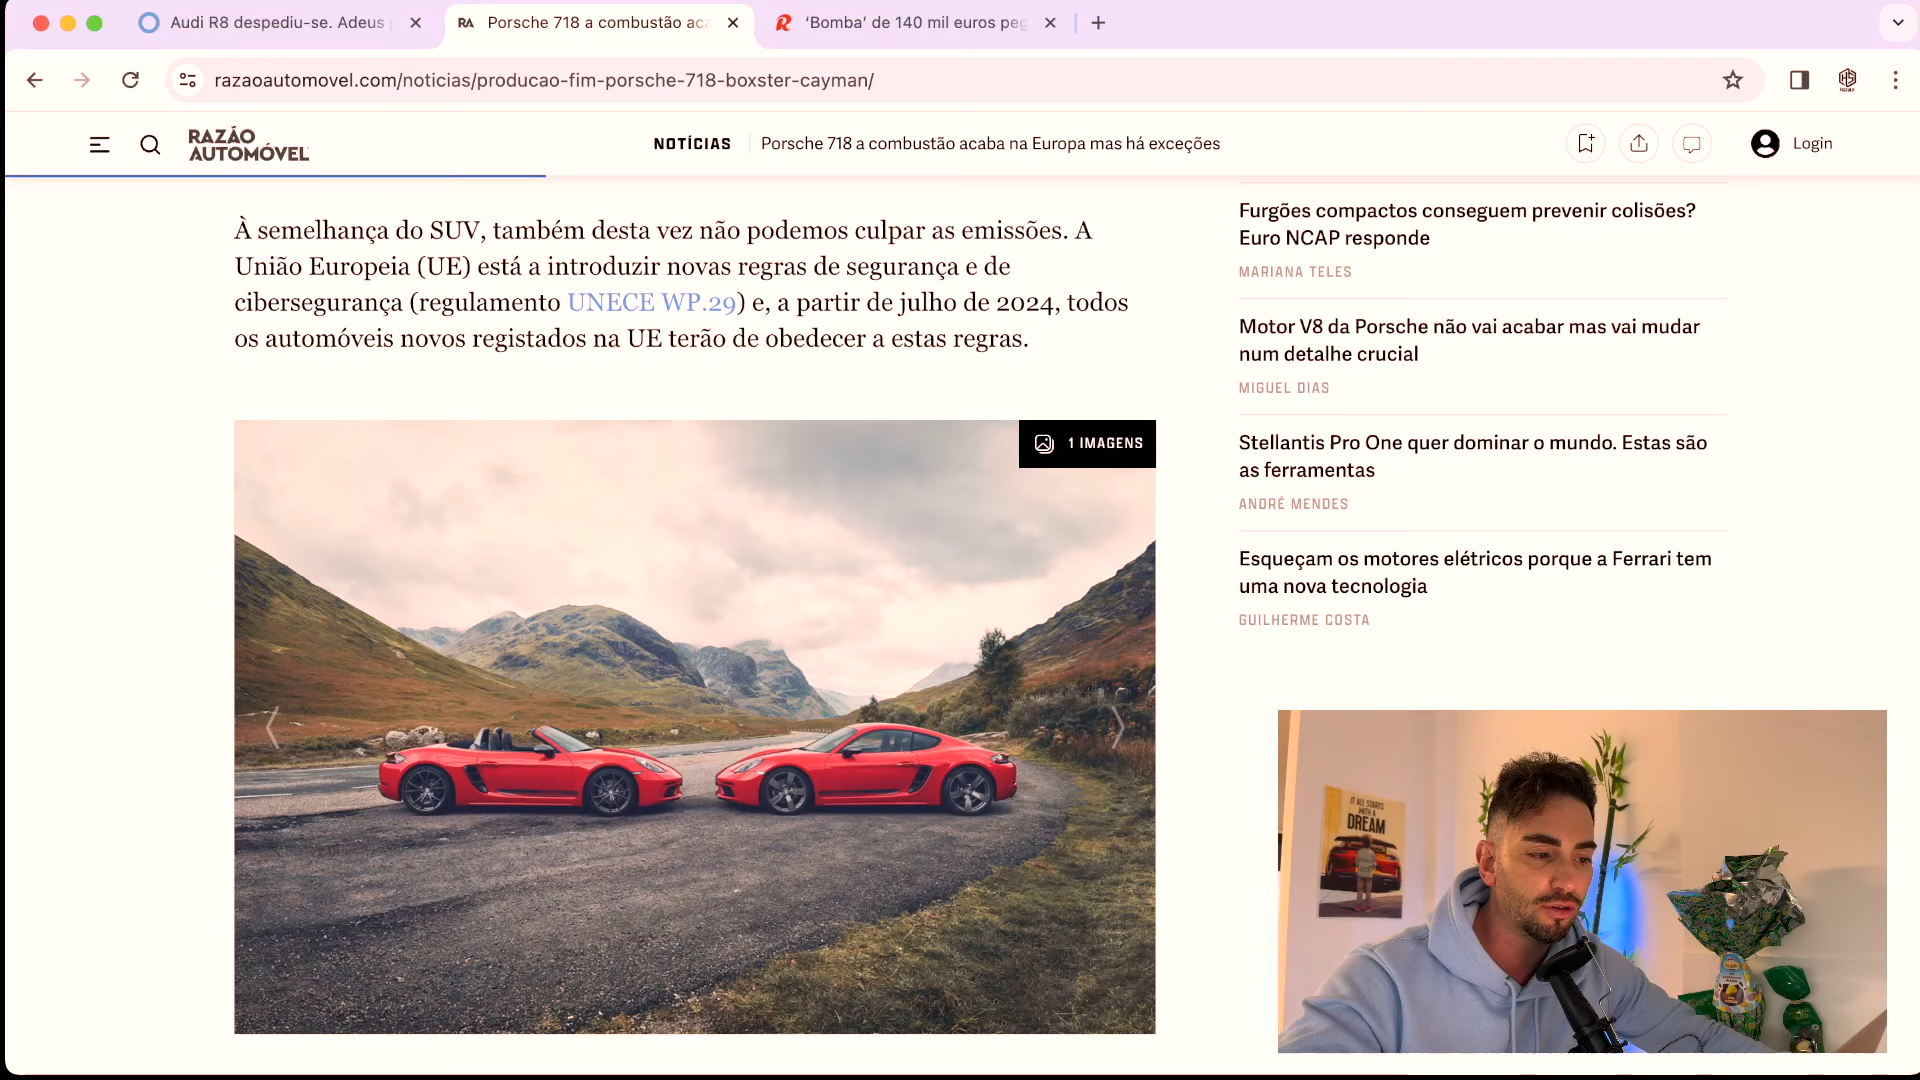 Audi R8 despediu-se. Adeus
Porsche 718 a combustão aca
'Bomba' de 140 mil euros peg
razaoautomovel.com/noticias/producao-fim-porsche-718-boxster-cayman/
RAZÃO
AUTOMÓVEL
NOTÍCIAS
Porsche 718 a combustão acaba na Europa mas há exceções
Login
À semelhança do SUV, também desta vez não podemos culpar as emissões. A
União Europeia (UE) está a introduzir novas regras de segurança e de
cibersegurança (regulamento UNECE WP.29) e, a partir de julho de 2024, todos
os automóveis novos registados na UE terão de obedecer a estas regras.
1 IMAGENS
Furgões compactos conseguem prevenir colisões?
Euro NCAP responde
MARIANA TELES
Motor V8 da Porsche não vai acabar mas vai mudar
num detalhe crucial
MIGUEL DIAS
Stellantis Pro One quer dominar o mundo. Estas são
as ferramentas
ANDRÉ MENDES
Esqueçam os motores elétricos porque a Ferrari tem
uma nova tecnologia
GUILHERME COSTA
IT ALL STARTS
WITH A
DREAM